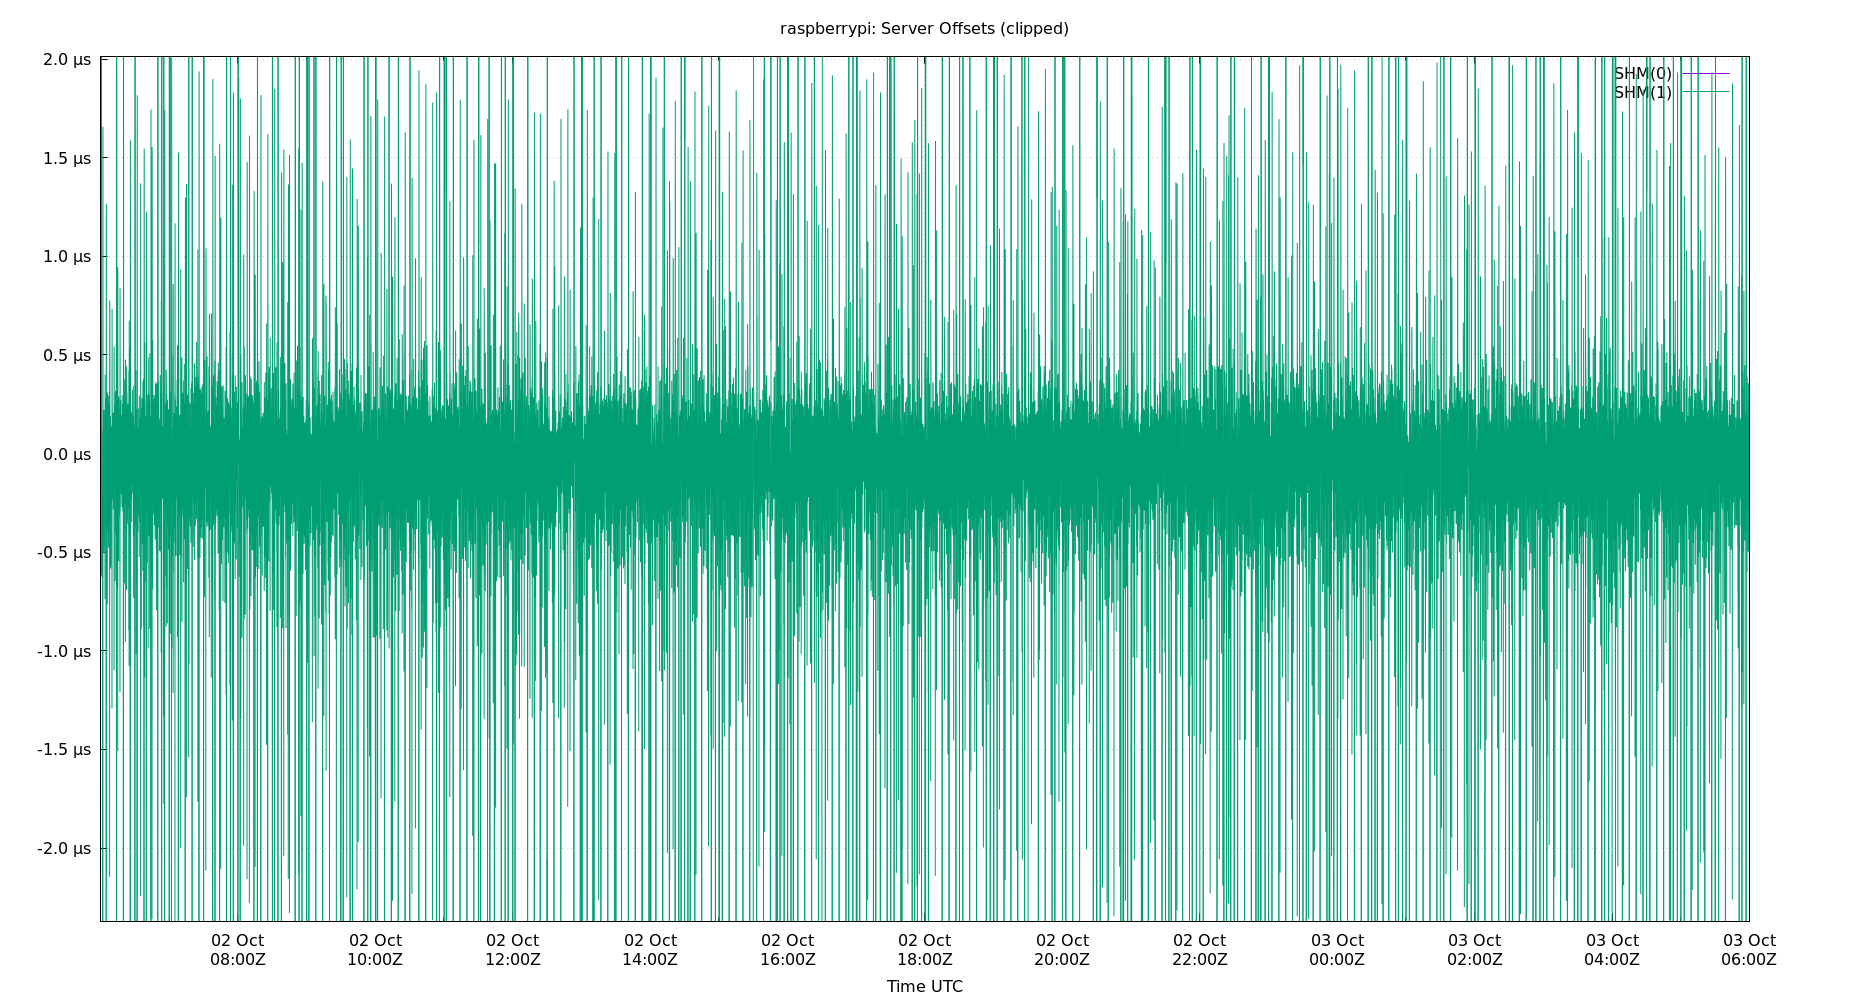 raspberrypi: Server Offsets (clipped)
2.0 µs
1.5 µs
1.0 µs
0.5 µs
0.0 µs
-0.5 µs
-1.0 µs
-1.5 µs
-2.0 µs
SHM(0)
SHM(1)
02 Oct 02 Oct 02 Oct 02 Oct 02 Oct 02 Oct 02 Oct 02 Oct 03 Oct 03 Oct 03 Oct 03 Oct
08:00Z 10:00Z 12:00Z 14:00Z 16:00Z 18:00Z 20:00Z 22:00Z 00:00Z 02:00Z 04:00Z 06:00Z
Time UTC